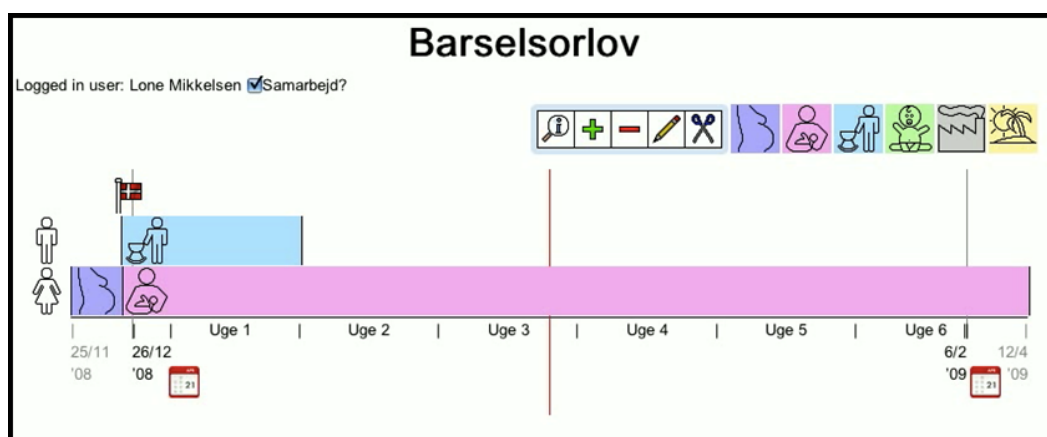 Barselsorlov
Logged in user: Lone Mikkelsen Samarbejd?
Uge 1 Uge 2 Uge 3 Uge 4 Uge 5 Uge 6
25/11 26/12 6/2 12/4
'08 '08 '09 '09
21 21